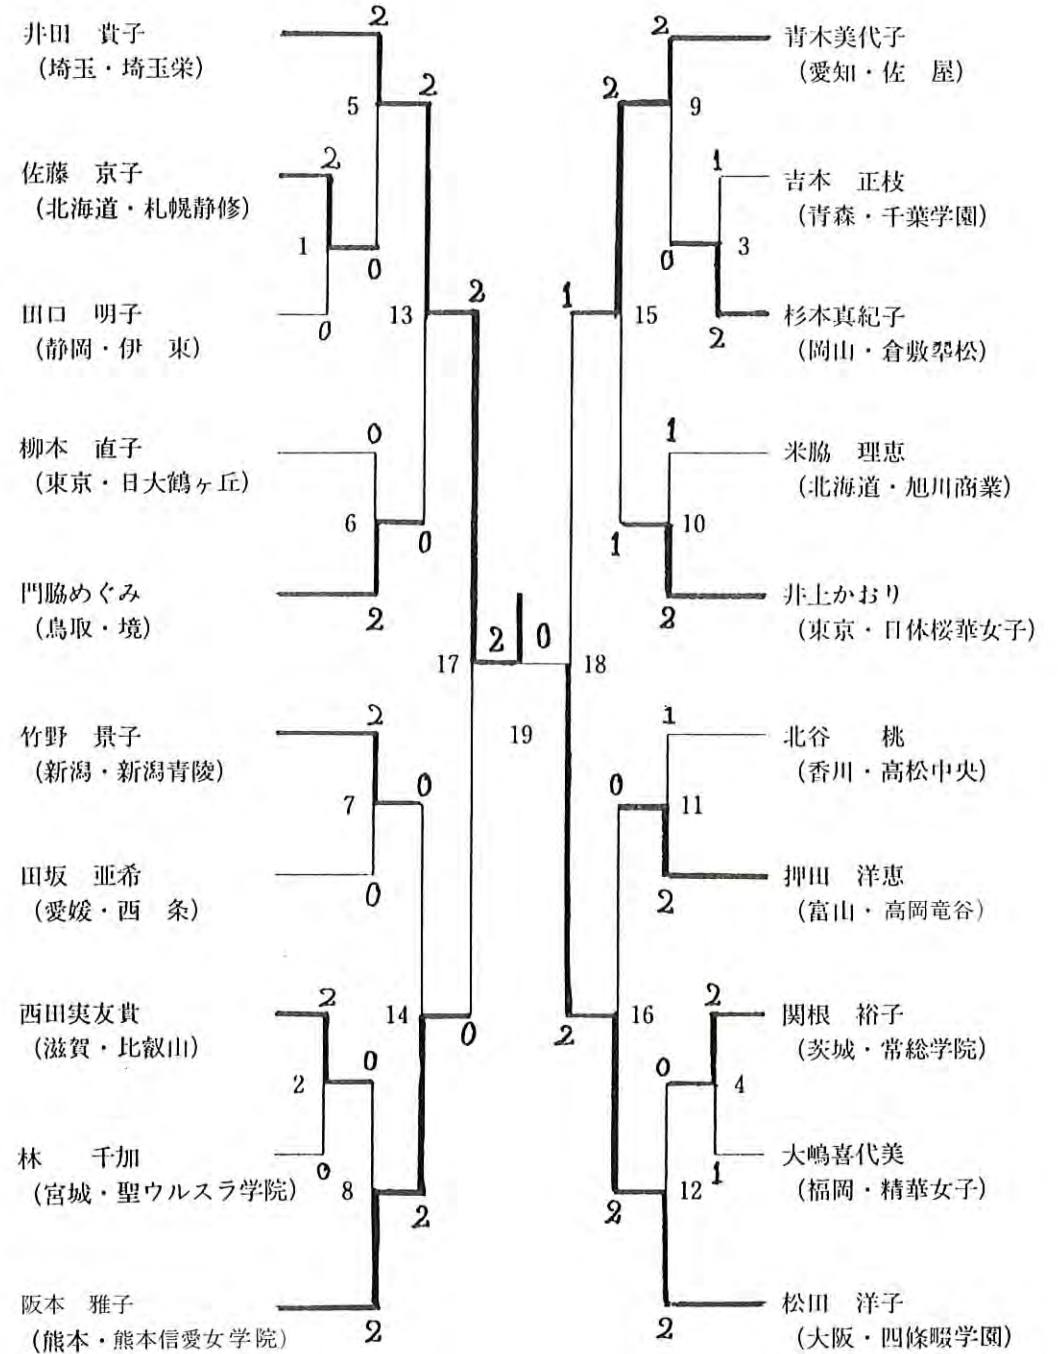 井田 貴子
(埼玉・埼玉栄)
佐藤 京子
(北海道・札幌静修)
田口 明子
(静岡・伊 東)
柳本 直子
(東京・日大鶴ヶ丘)
門脇めぐみ
(鳥取・境)
竹野 景子
(新潟・新潟青陵)
田坂 亜希
(愛媛・西 条)
西田実友貴
(滋賀・比叡山)
林 千加
(宮城・聖ウルスラ学院)
阪本 雅子
(熊本・熊本信愛女学院)
2
5
2
2
1
0
0
13
2
0
6
0
2
17
2
0
19
2
7
0
0
2
14
0
2
0
0
8
2
2
2
9
2
1
3
0
2
1
15
1
10
1
2
18
1
11
0
2
2
16
2
4
0
1
12
2
2
青木美代子
(愛知・佐 屋)
吉本 正枝
(青森・千葉学園)
杉本真紀子
(岡山・倉敷翠松)
米脇 理恵
(北海道・旭川商業)
井上かおり
(東京・日体桜華女子)
北谷 桃
(香川・高松中央)
押田 洋恵
(富山・高岡竜谷)
関根 裕子
(茨城・常総学院)
大嶋喜代美
(福岡・精華女子)
松田 洋子
(大阪・四條畷学園)